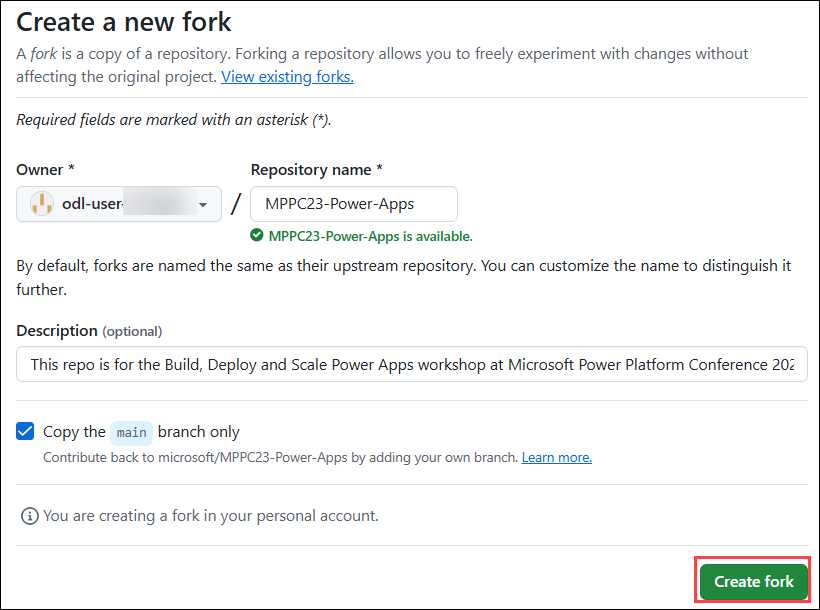 Create a new fork
A fork is a copy of a repository. Forking a repository allows you to freely experiment with changes without
affecting the original project. View existing forks.
Required fields are marked with an asterisk (*).
Owner * Repository name *
odl-user- / MPPC23-Power-Apps
MPPC23-Power-Apps is available.
By default, forks are named the same as their upstream repository. You can customize the name to distinguish it
further.
Description (optional)
This repo is for the Build, Deploy and Scale Power Apps workshop at Microsoft Power Platform Conference 202
Copy the main branch only
Contribute back to microsoft/MPPC23-Power-Apps by adding your own branch. Learn more.
You are creating a fork in your personal account.
Create fork